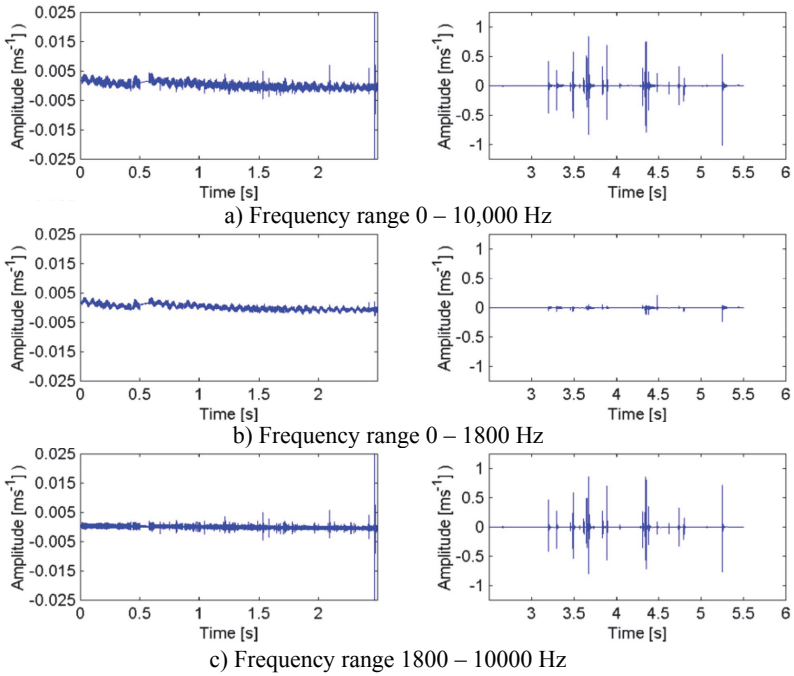 0.025
0.015
0.005
-0.005
-0.015
-0.025
Amplitude [ms⁻¹] )
0 0.5 1 1.5 2
Time [s]
1
0.5
0
-0.5
-1
Amplitude [ms⁻¹] )
3 3.5 4 4.5 5 5.5 6
Time [s]
a) Frequency range 0 – 10,000 Hz
0.025
0.015
0.005
-0.005
-0.015
-0.025
Amplitude [ms⁻¹] )
0 0.5 1 1.5 2
Time [s]
1
0.5
0
-0.5
-1
Amplitude [ms⁻¹] )
3 3.5 4 4.5 5 5.5 6
Time [s]
b) Frequency range 0 – 1800 Hz
0.025
0.015
0.005
-0.005
-0.015
-0.025
Amplitude [ms⁻¹] )
0 0.5 1 1.5 2
Time [s]
1
0.5
0
-0.5
-1
Amplitude [ms⁻¹] )
3 3.5 4 4.5 5 5.5 6
Time [s]
c) Frequency range 1800 – 10000 Hz